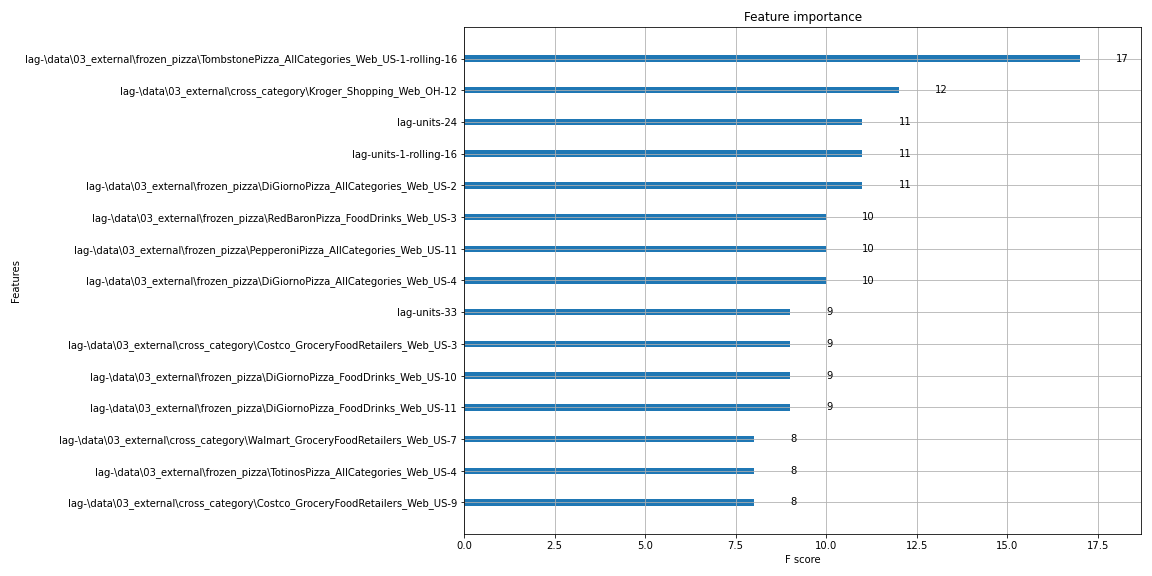 Feature importance
lag-\data\03_external\frozen_pizza\TombstonePizza_AllCategories_Web_US-1-rolling-16 17
lag-\data\03_external\cross_category\Kroger_Shopping_Web_OH-12 12
lag-units-24 11
lag-units-1-rolling-16 11
lag-\data\03_external\frozen_pizza\DiGiornoPizza_AllCategories_Web_US-2 11
lag-\data\03_external\frozen_pizza\RedBaronPizza_FoodDrinks_Web_US-3 10
lag-\data\03_external\frozen_pizza\PepperoniPizza_AllCategories_Web_US-11 10
lag-\data\03_external\frozen_pizza\DiGiornoPizza_AllCategories_Web_US-4 10
Features
lag-units-33 9
lag-\data\03_external\cross_category\Costco_GroceryFoodRetailers_Web_US-3 9
lag-\data\03_external\frozen_pizza\DiGiornoPizza_FoodDrinks_Web_US-10 9
lag-\data\03_external\frozen_pizza\DiGiornoPizza_FoodDrinks_Web_US-11 9
lag-\data\03_external\cross_category\Walmart_GroceryFoodRetailers_Web_US-7 8
lag-\data\03_external\frozen_pizza\TotinosPizza_AllCategories_Web_US-4 8
lag-\data\03_external\cross_category\Costco_GroceryFoodRetailers_Web_US-9 8
0.0 2.5 5.0 7.5 10.0 12.5 15.0 17.5
F score